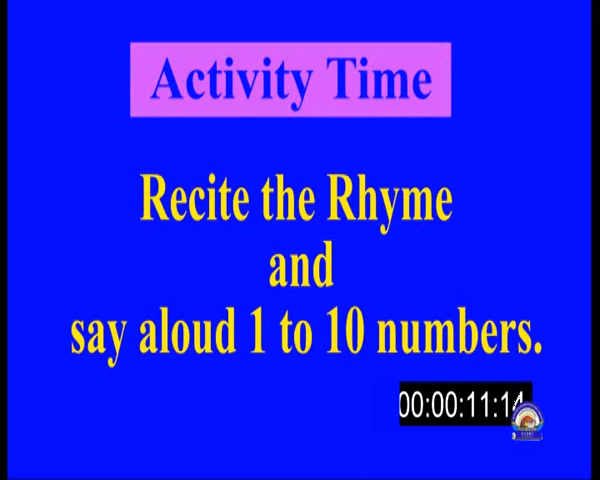 Activity Time
Recite the Rhyme
and
say aloud 1 to 10 numbers.
00:00:11:14